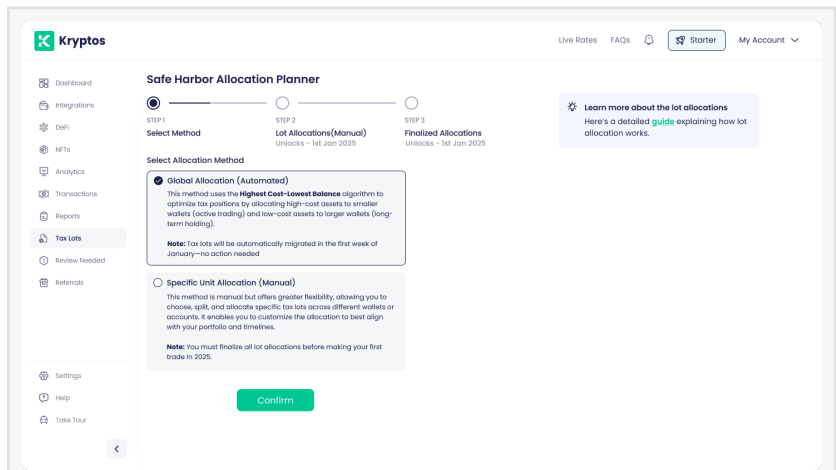 Kryptos
Live Rates
FAQs
Starter
My Account
Dashboard
Integrations
DeFi
NFTs
Analytics
Transactions
Reports
Tax Lots
Review Needed
Referrals
Settings
Help
Take Tour
Safe Harbor Allocation Planner
STEP 1
Select Method
STEP 2
Lot Allocations(Manual)
Unlocks - 1st Jan 2025
STEP 3
Finalized Allocations
Unlocks - 1st Jan 2025
Select Allocation Method
Global Allocation (Automated)
This method uses the Highest Cost-Lowest Balance algorithm to
optimize tax positions by allocating high-cost assets to smaller
wallets (active trading) and low-cost assets to larger wallets (long-
term holding).
Note: Tax lots will be automatically migrated in the first week of
January—no action needed
Specific Unit Allocation (Manual)
This method is manual but offers greater flexibility, allowing you to
choose, split, and allocate specific tax lots across different wallets or
accounts. It enables you to customize the allocation to best align
with your portfolio and timelines.
Note: You must finalize all lot allocations before making your first
trade in 2025.
Confirm
Learn more about the lot allocations
Here's a detailed guide explaining how lot
allocation works.